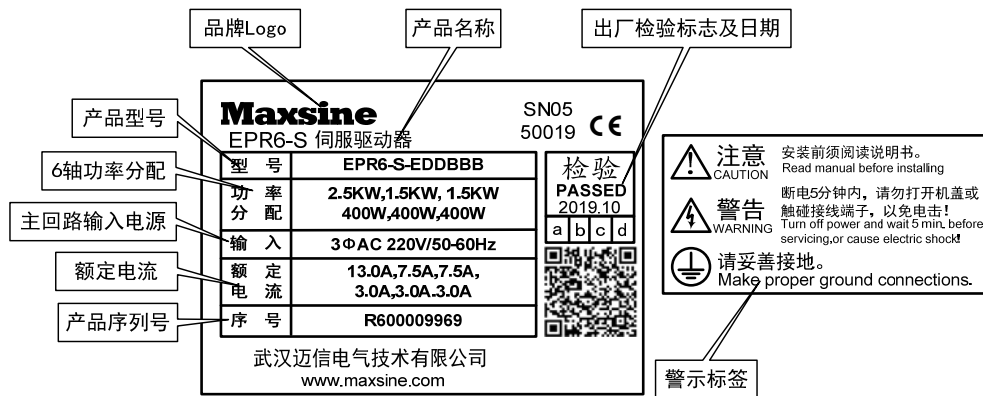 品牌Logo
产品名称
出厂检验标志及日期
产品型号
6轴功率分配
主回路输入电源
额定电流
产品序列号
Maxsine
EPR6-S 伺服驱动器
SN05
50019 CE
型 号 EPR6-S-EDDBBB
功 率
分 配
2.5KW,1.5KW, 1.5KW
400W,400W,400W
输 入 3ΦAC 220V/50-60Hz
额 定
电 流
13.0A,7.5A,7.5A,
3.0A,3.0A.3.0A
序 号 R600009969
检验
PASSED
2019.10
a b c d
武汉迈信电气技术有限公司
www.maxsine.com
注意
CAUTION
安装前须阅读说明书。
Read manual before installing
警告
WARNING
断电5分钟内，请勿打开机盖或
触碰接线端子，以免电击！
Turn off power and wait 5 min. before
servicing,or cause electric shock!
请妥善接地。
Make proper ground connections.
警示标签